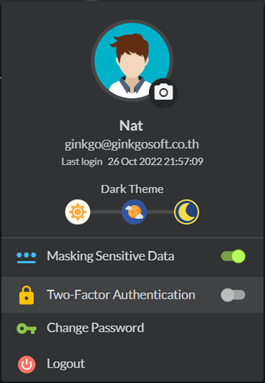 Nat
ginkgo@ginkgosoft.co.th
Last login 26 Oct 2022 21:57:09
Dark Theme
*** Masking Sensitive Data
Two-Factor Authentication
Change Password
Logout